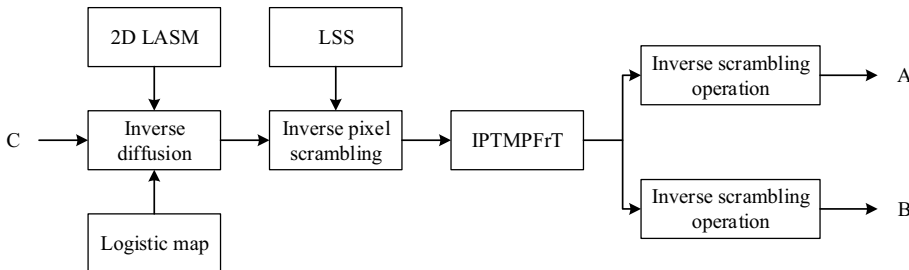 2D LASM
LSS
Inverse scrambling
operation
A
C
Inverse
diffusion
Inverse pixel
scrambling
IPTMPFrT
Inverse scrambling
operation
B
Logistic map